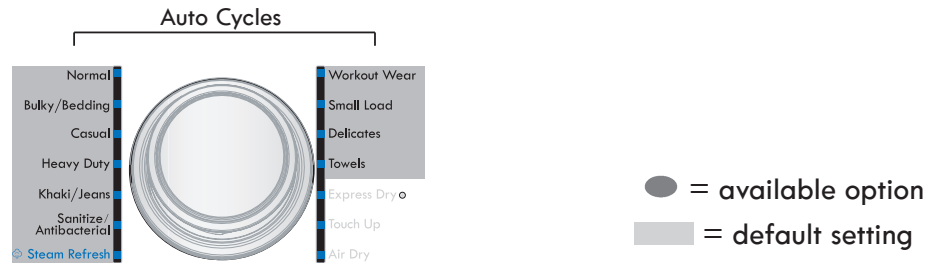 Auto Cycles
Normal
Bulky/Bedding
Casual
Heavy Duty
Khaki/Jeans
Sanitize/
Antibacterial
Steam Refresh
Workout Wear
Small Load
Delicates
Towels
Express Dry
Touch Up
Air Dry
= available option
= default setting